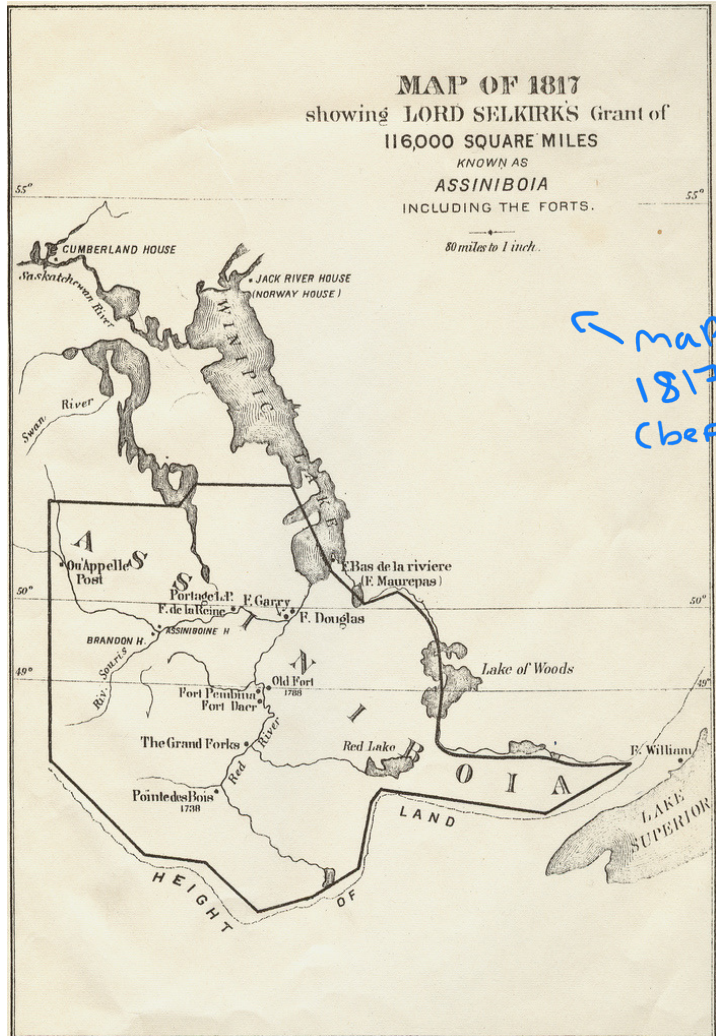 MAP OF 1817
showing LORD SELKIRK'S Grant of
116,000 SQUARE MILES
KNOWN AS
ASSINIBOIA
INCLUDING THE FORTS.
80 miles to 1 inch.
55°
55°
CUMBERLAND HOUSE
Saskatchewan River
JACK RIVER HOUSE
(NORWAY HOUSE)
WINIPIC LAKE
map
1817
(bef
Swan River
ASSINIBOIA
Qu'Appelle
Post
F. Bas de la riviere
(F. Maurepas)
50°
50°
Portage L.P.
F. de la Reine
F. Garry
F. Douglas
BRANDON H.
ASSINIBOINE H
Riv. Souris
49°
49°
Lake of Woods
Old Fort
1788
Fort Pembina
Fort Daer
The Grand Forks
Red River
Red Lake
F. William
Pointe des Bois
1738
LAKE
SUPERIOR
HEIGHT OF LAND